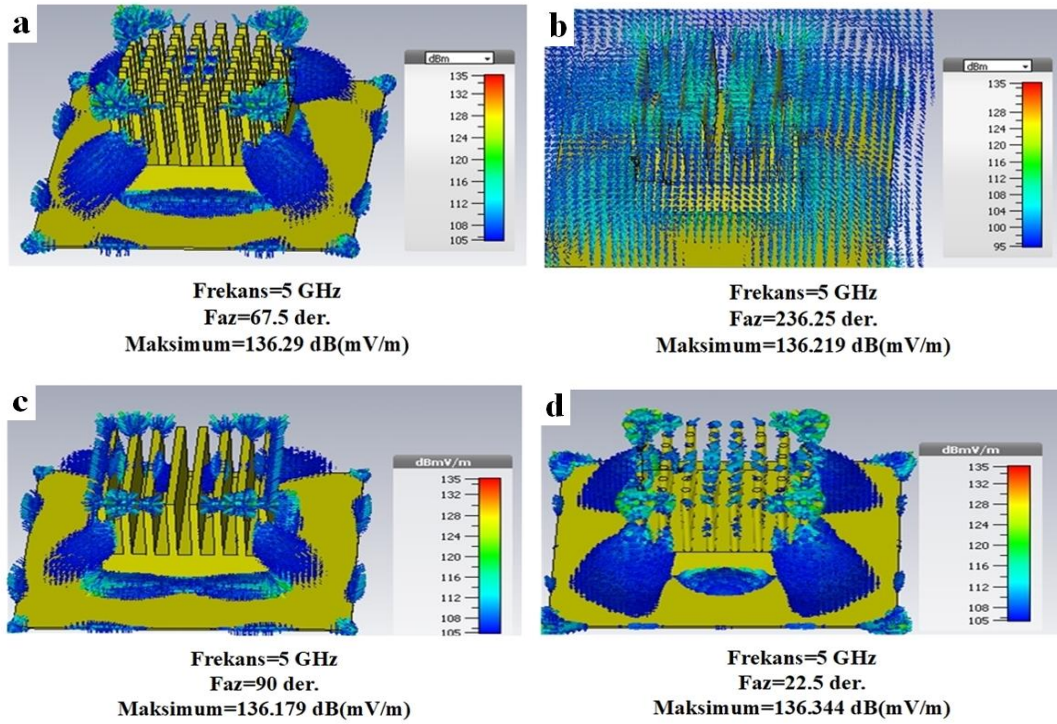 a
dBm
135
128
124
120
116
112
108
105
Frekans=5 GHz
Faz=67.5 der.
Maksimum=136.29 dB(mV/m)
b
dBm
135
124
120
116
112
108
104
100
95
Frekans=5 GHz
Faz=236.25 der.
Maksimum=136.219 dB(mV/m)
c
dBmV/m
135
128
124
120
116
112
108
105
Frekans=5 GHz
Faz=90 der.
Maksimum=136.179 dB(mV/m)
d
dBmV/m
135
128
124
120
116
112
108
105
Frekans=5 GHz
Faz=22.5 der.
Maksimum=136.344 dB(mV/m)